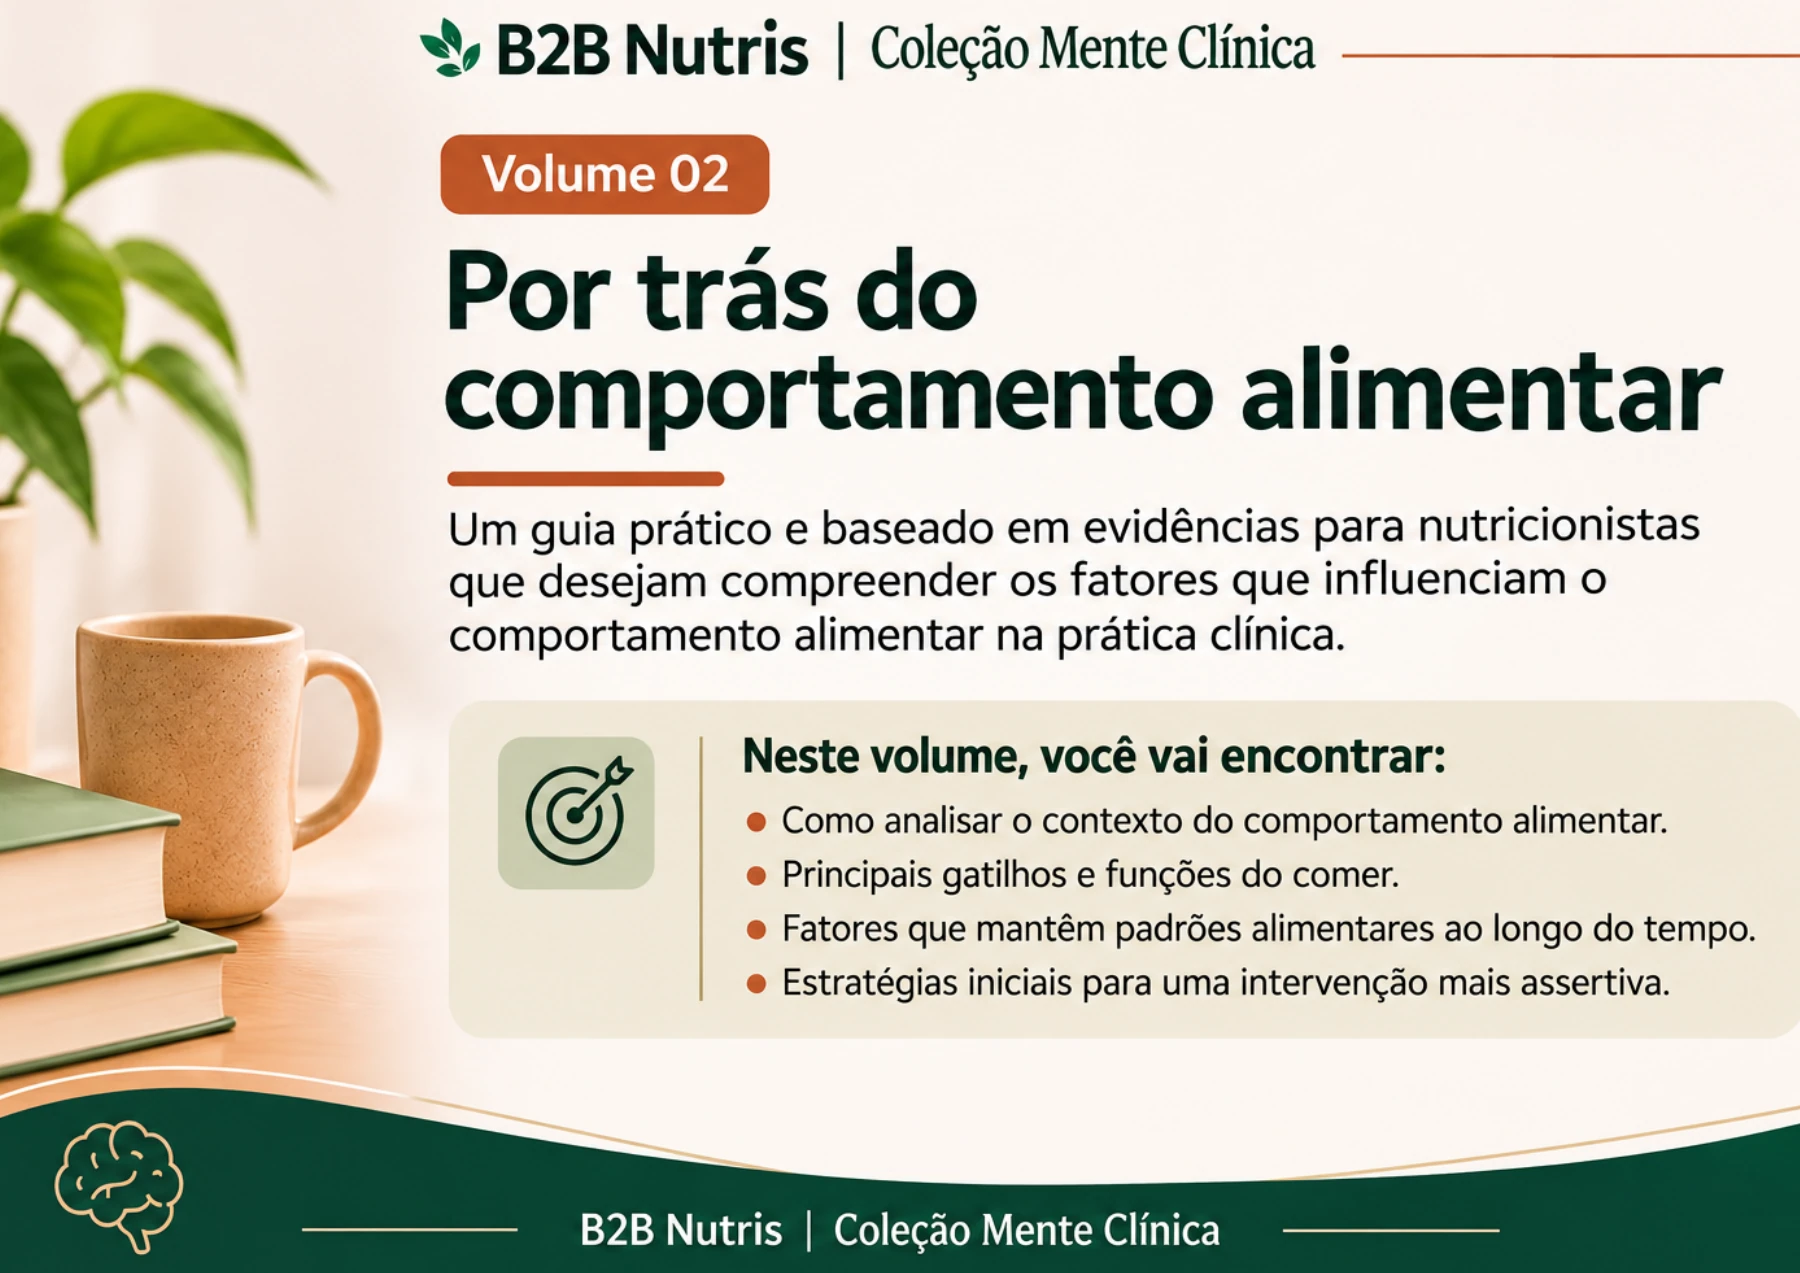 B2B Nutris | Coleção Mente Clínica
Volume 02
Por trás do
comportamento alimentar
Um guia prático e baseado em evidências para nutricionistas
que desejam compreender os fatores que influenciam o
comportamento alimentar na prática clínica.
Neste volume, você vai encontrar:
• Como analisar o contexto do comportamento alimentar.
• Principais gatilhos e funções do comer.
• Fatores que mantêm padrões alimentares ao longo do tempo.
• Estratégias iniciais para uma intervenção mais assertiva.
B2B Nutris | Coleção Mente Clínica